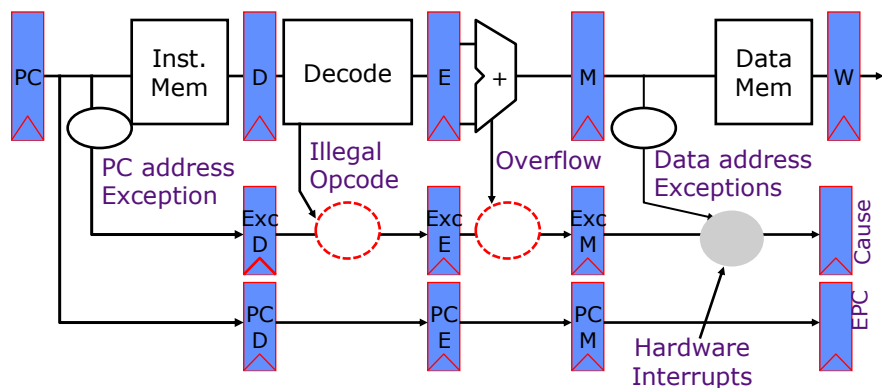 PC
Inst.
Mem
D
Decode
E
+
M
Data
Mem
W
PC address
Exception
Illegal
Opcode
Overflow
Data address
Exceptions
Exc
D
Exc
E
Exc
M
Cause
PC
D
PC
E
PC
M
EPC
Hardware
Interrupts